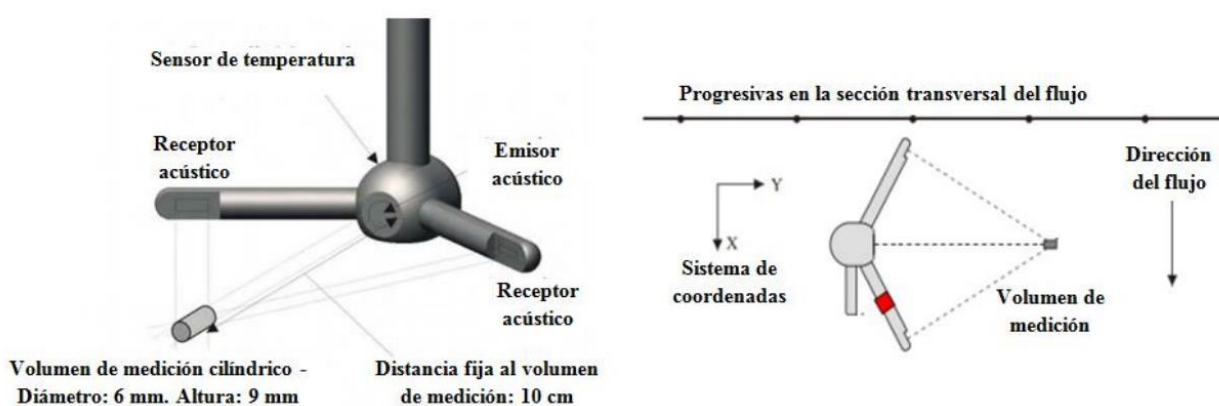 Sensor de temperatura
Receptor
acústico
Emisor
acústico
Receptor
acústico
Volumen de medición cilíndrico -
Diámetro: 6 mm. Altura: 9 mm
Distancia fija al volumen
de medición: 10 cm
Progresivas en la sección transversal del flujo
Dirección
del flujo
Y
X
Sistema de
coordenadas
Volumen de
medición